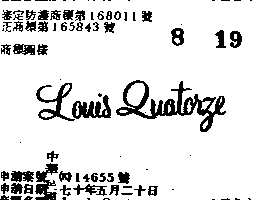 審定防護商標第168011號
正商標第165843號
8 19
商標圖樣
Louis Quatorze
中
華
申請案號 14655號
申請日期 七十年五月二十日